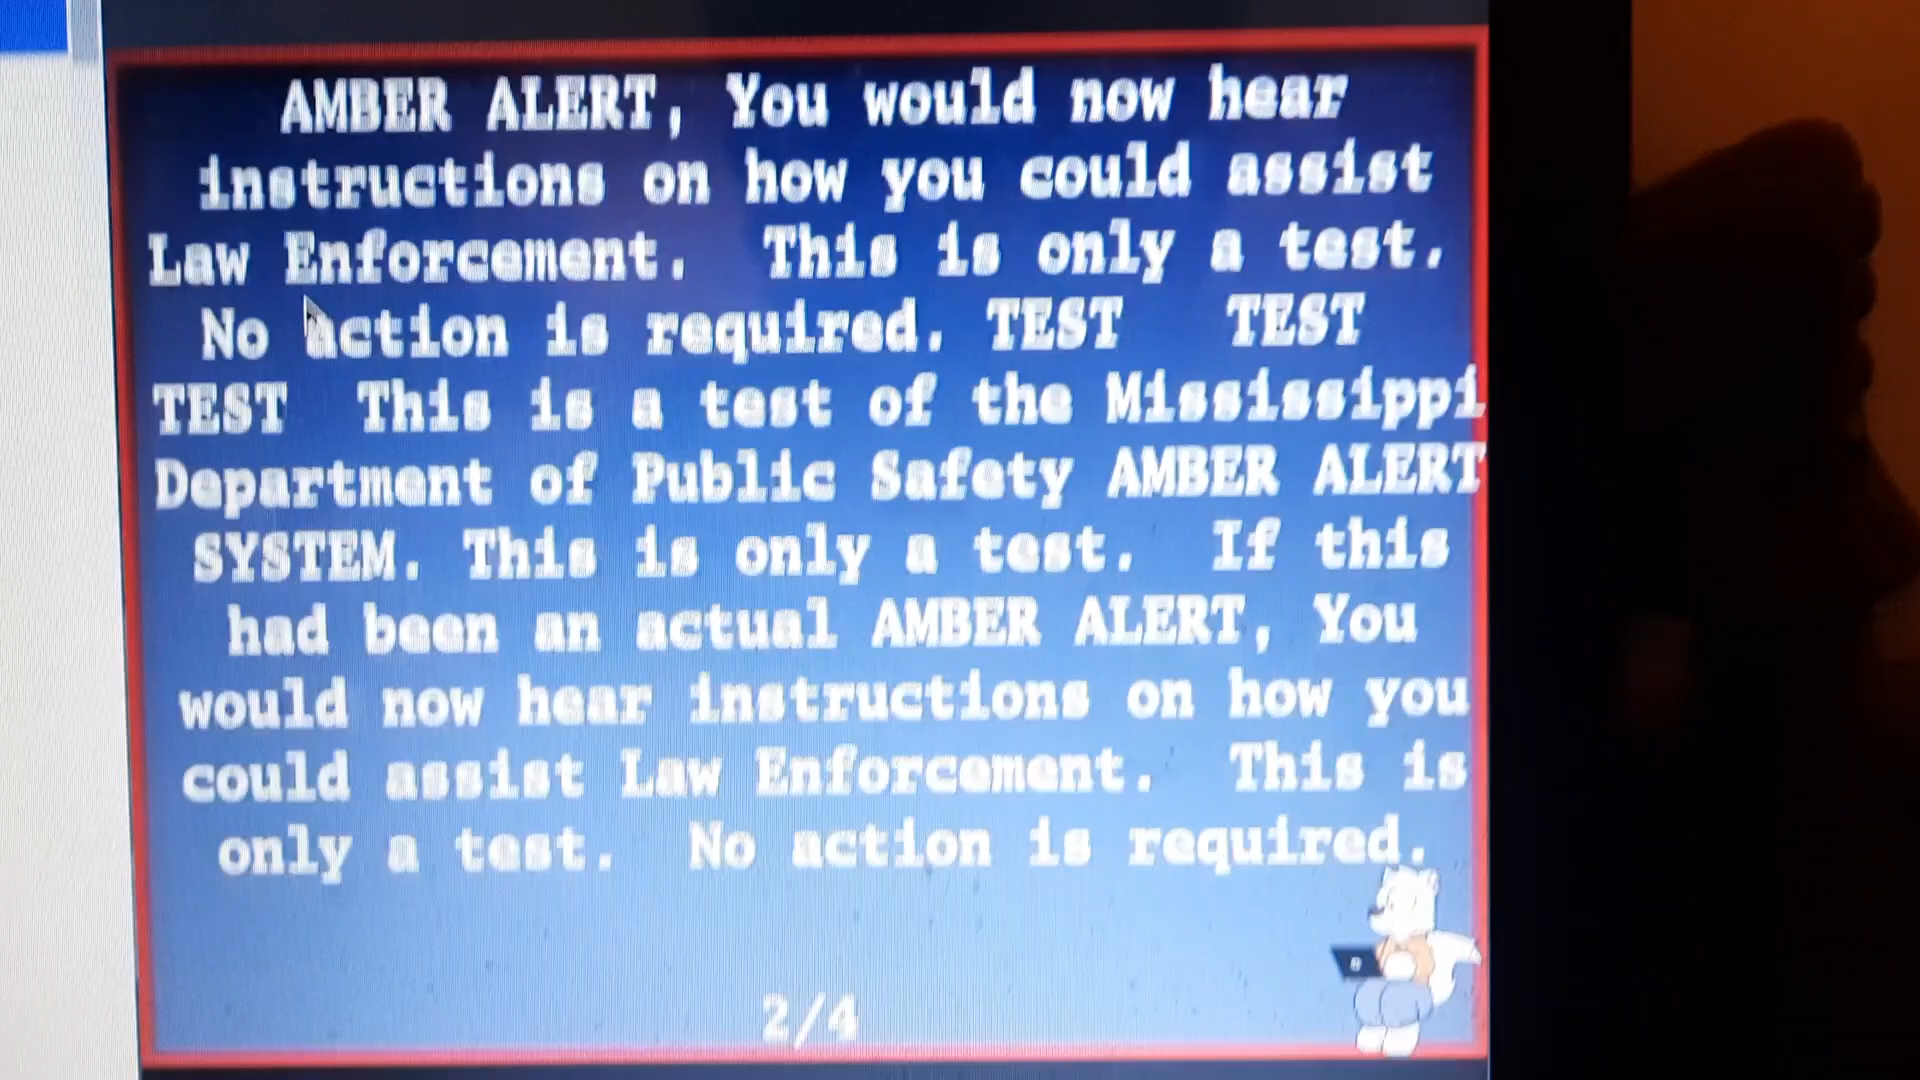 AMBER ALERT, You would now hear
instructions on how you could assist
Law Enforcement.  This is only a test.
No action is required. TEST   TEST
TEST  This is a test of the Mississippi
Department of Public Safety AMBER ALERT
SYSTEM. This is only a test.  If this
had been an actual AMBER ALERT, You
would now hear instructions on how you
could assist Law Enforcement.  This is
only a test.  No action is required.
2/4